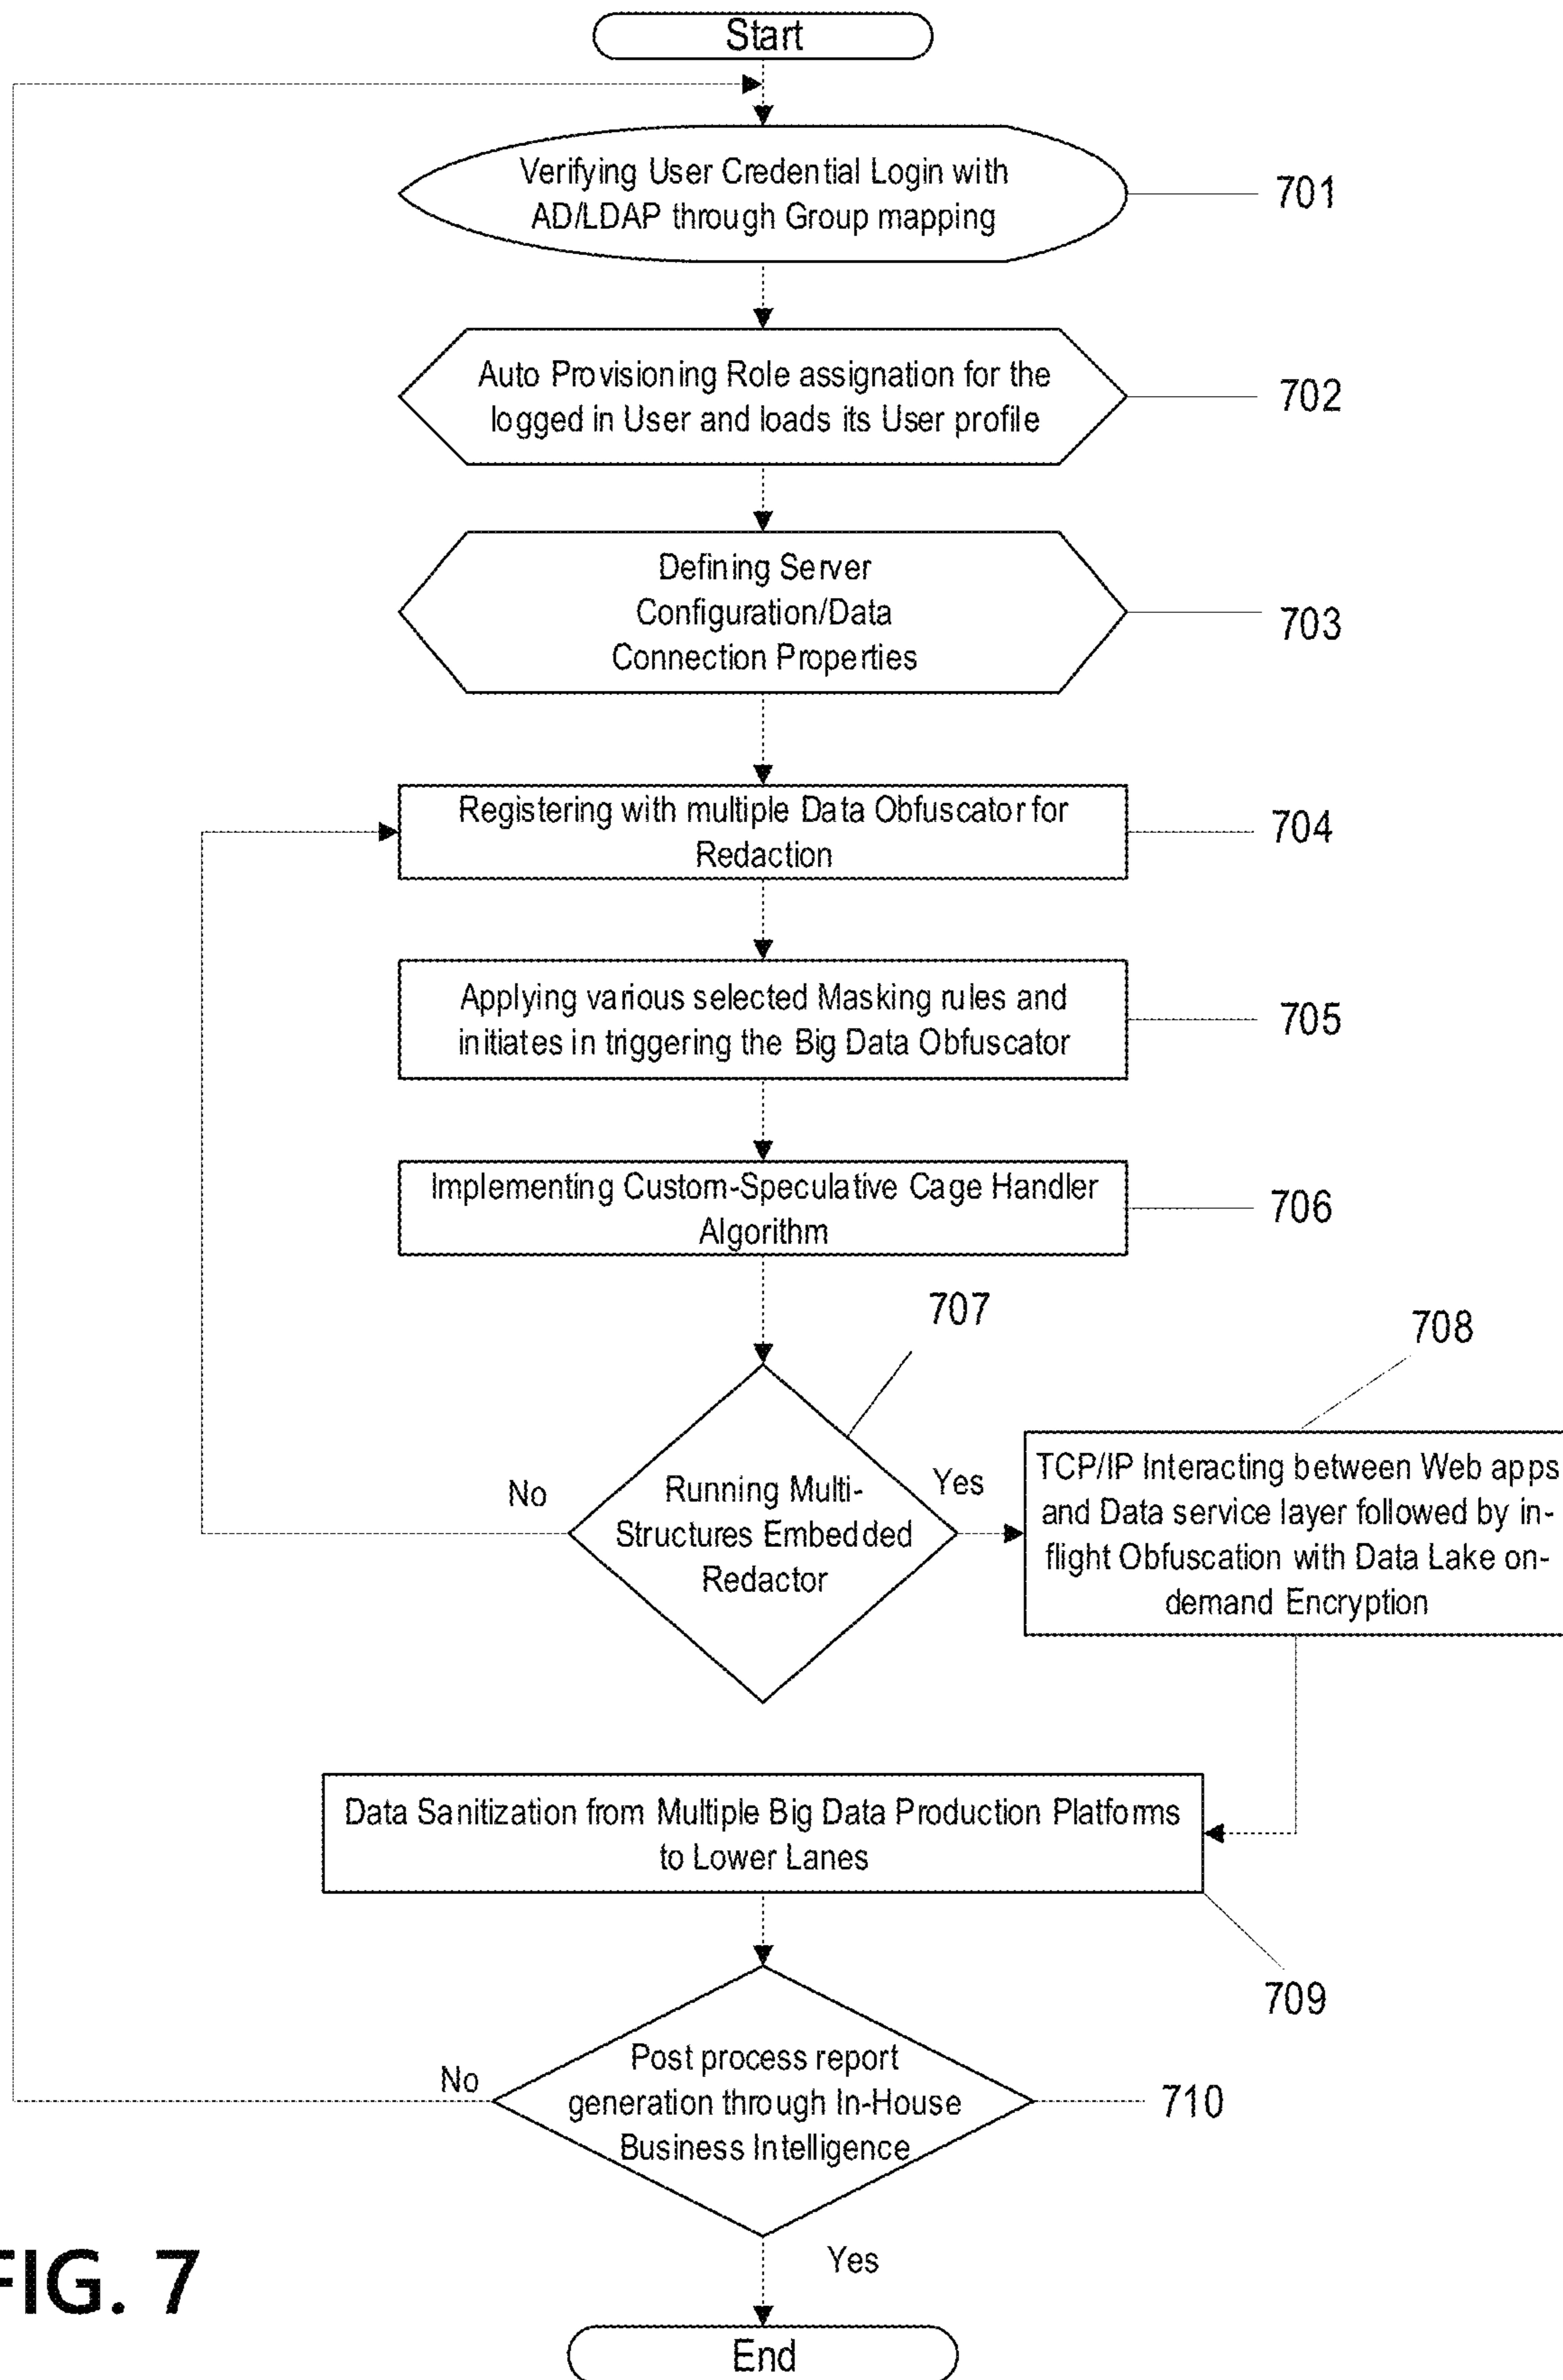 Start
Verifying User Credential Login with
AD/LDAP through Group mapping
701
Auto Provisioning Role assignation for the
logged in User and loads its User profile
702
Defining Server
Configuration/Data
Connection Properties
703
Registering with multiple Data Obfuscator for
Redaction
704
Applying various selected Masking rules and
initiates in triggering the Big Data Obfuscator
705
Implementing Custom-Speculative Cage Handler
Algorithm
706
707
708
No
Running Multi-
Structures Embedded
Redactor
Yes
TCP/IP Interacting between Web apps
and Data service layer followed by in-
flight Obfuscation with Data Lake on-
demand Encryption
Data Sanitization from Multiple Big Data Production Platforms
to Lower Lanes
709
No
Post process report
generation through In-House
Business Intelligence
710
Yes
FIG. 7
End